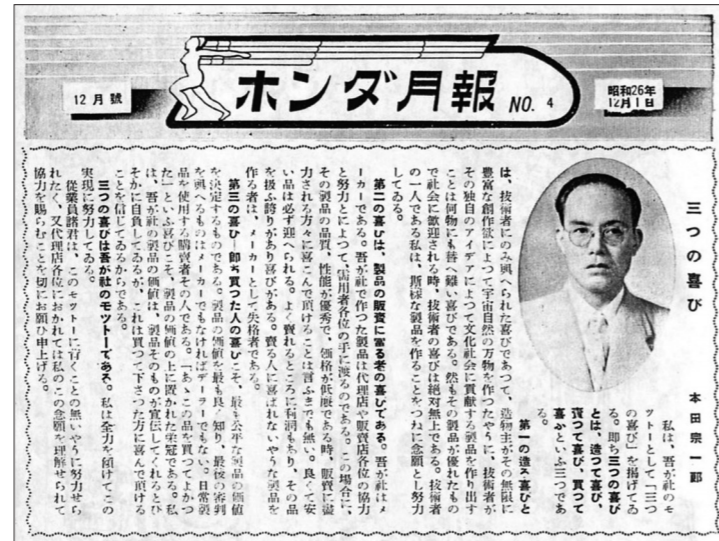 12月號
ホンダ月報 NO. 4
昭和26年
12月1日
三つの喜び
本田宗一郎
私は、吾が社のモ
ットーとして「三つ
の喜び」を掲げてゐ
る。即ち三つの喜び
とは、造つて喜び、
賣つて喜び、買つて
喜ぶといふ三つであ
る。
第一の造る喜びと
は、技術者にのみ興へられた喜びであつて、造物主がその無限に
豊富な創作慾によつて宇宙自然の万物を作つたやうに、技術者が
その独自のアイデアによつて文化社会に貢献する製品を作り出す
ことは何物にも替へ難い喜びである。然もその製品が優れたもの
で社会に歓迎される時、技術者の喜びは絶対無上である。技術者
の一人である私は、斯様な製品を作ることをつねに念願とし努力
してゐる。
第二の喜びは、製品の販賣に當る者の喜びである。吾が社はメ
ーカーである。吾が社で作つた製品は代理店や販賣店各位の協力
と努力とによつて、需用者各位の手に渡るのである。この場合に、
その製品の品質、性能が優秀で、価格が低廉である時、販賣に盡
力される方々に喜こんで頂けることは言ふまでも無い。良くて安
い品は必ず迎へられる。よく賣れるところに利潤もあり、その品
を扱ふ誇りがあり喜びがある。賣る人に喜ばれないやうな製品を
作る者は、メーカーとして失格者である。
第三の喜び―即ち買つた人の喜びこそ、最も公平な製品の価値
を決定するものである。製品の価値を最も良く知り、最後の審判
を興へるものはメーカーでもなければデーラーでもない。日常製
品を使用する購買者その人である。「あゝこの品を買つてよかつ
た」といふ喜びこそ、製品の価値の上に置かれた栄冠である。私
は、吾が社の製品の価値は、製品そのものが宣伝してくれるとひ
そかに自負してゐるが、これは買つて下さつた方に喜んで頂ける
ことを信じてゐるからである。
三つの喜びは吾が社のモットーである。私は全力を傾けてこの
実現に努力してゐる。
従業員諸君は、このモットーに背くことの無いやうに努力せら
れたく、又代理店各位におかれては私のこの念願を理解せられて
協力を賜らむことを切にお願ひ申上げる。